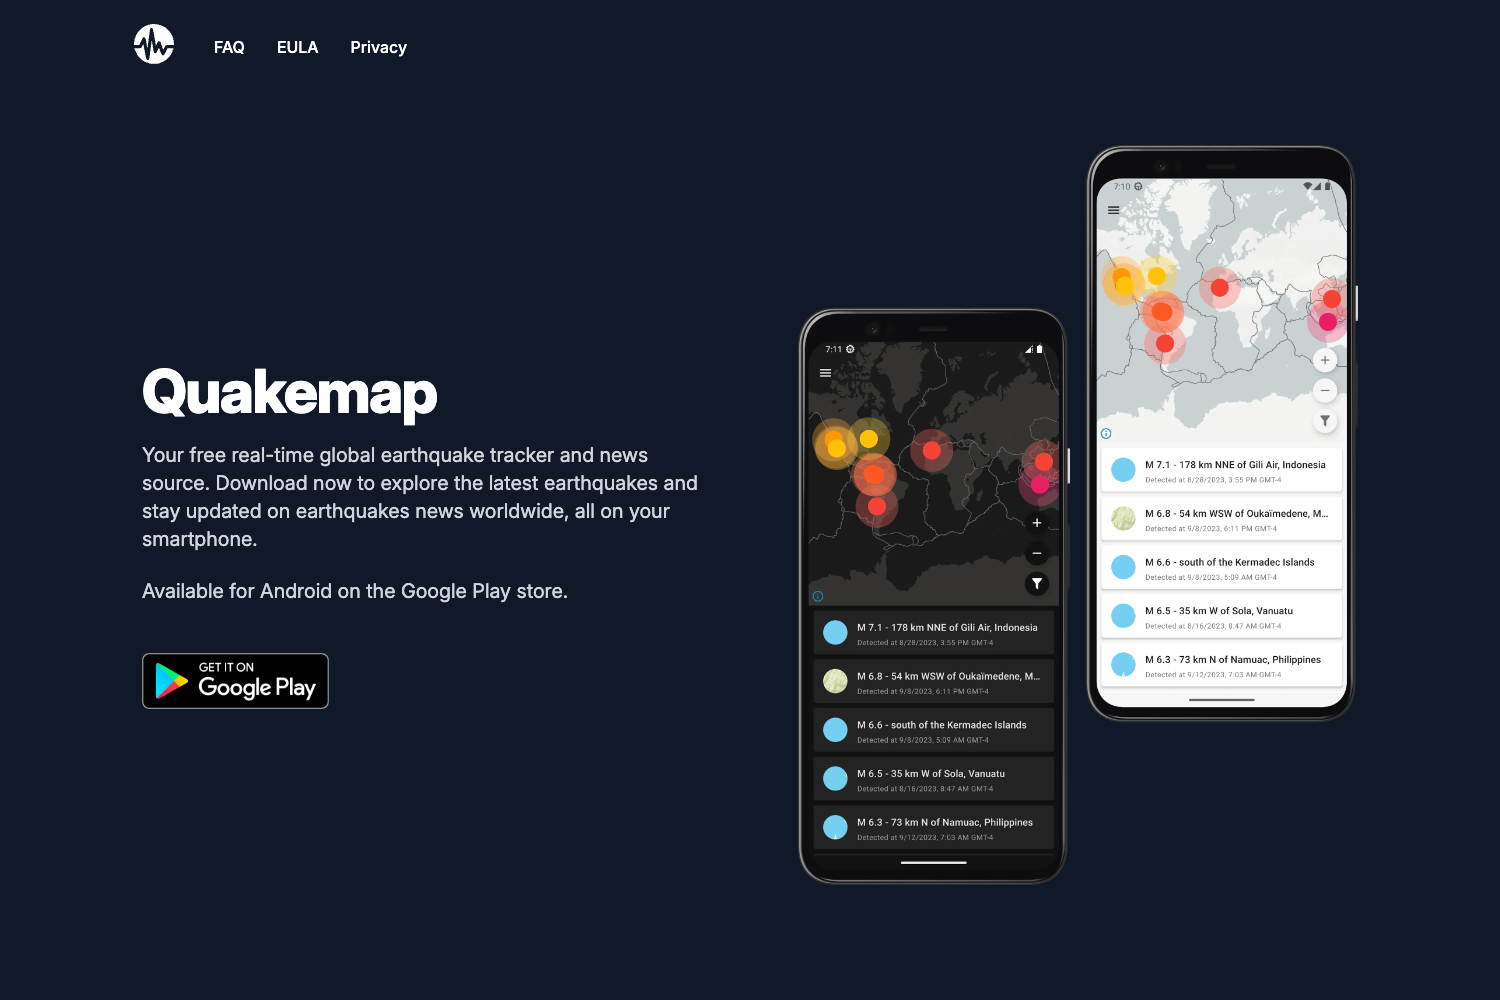 FAQ
EULA
Privacy
Quakemap
Your free real-time global earthquake tracker and news
source. Download now to explore the latest earthquakes and
stay updated on earthquakes news worldwide, all on your
smartphone.
Available for Android on the Google Play store.
GET IT ON
Google Play
7:11
M 7.1 - 178 km NNE of Gili Air, Indonesia
Detected at 8/28/2023, 3:55 PM GMT-4
M 6.8 - 54 km WSW of Oukaïmedene, M...
Detected at 9/8/2023, 6:11 PM GMT-4
M 6.6 - south of the Kermadec Islands
Detected at 9/8/2023, 5:09 AM GMT-4
M 6.5 - 35 km W of Sola, Vanuatu
Detected at 8/16/2023, 8:47 AM GMT-4
M 6.3 - 73 km N of Namuac, Philippines
Detected at 9/12/2023, 7:03 AM GMT-4
7:10
M 7.1 - 178 km NNE of Gili Air, Indonesia
Detected at 8/28/2023, 3:55 PM GMT-4
M 6.8 - 54 km WSW of Oukaïmedene, M...
Detected at 9/8/2023, 6:11 PM GMT-4
M 6.6 - south of the Kermadec Islands
Detected at 9/8/2023, 5:09 AM GMT-4
M 6.5 - 35 km W of Sola, Vanuatu
Detected at 8/16/2023, 8:47 AM GMT-4
M 6.3 - 73 km N of Namuac, Philippines
Detected at 9/12/2023, 7:03 AM GMT-4